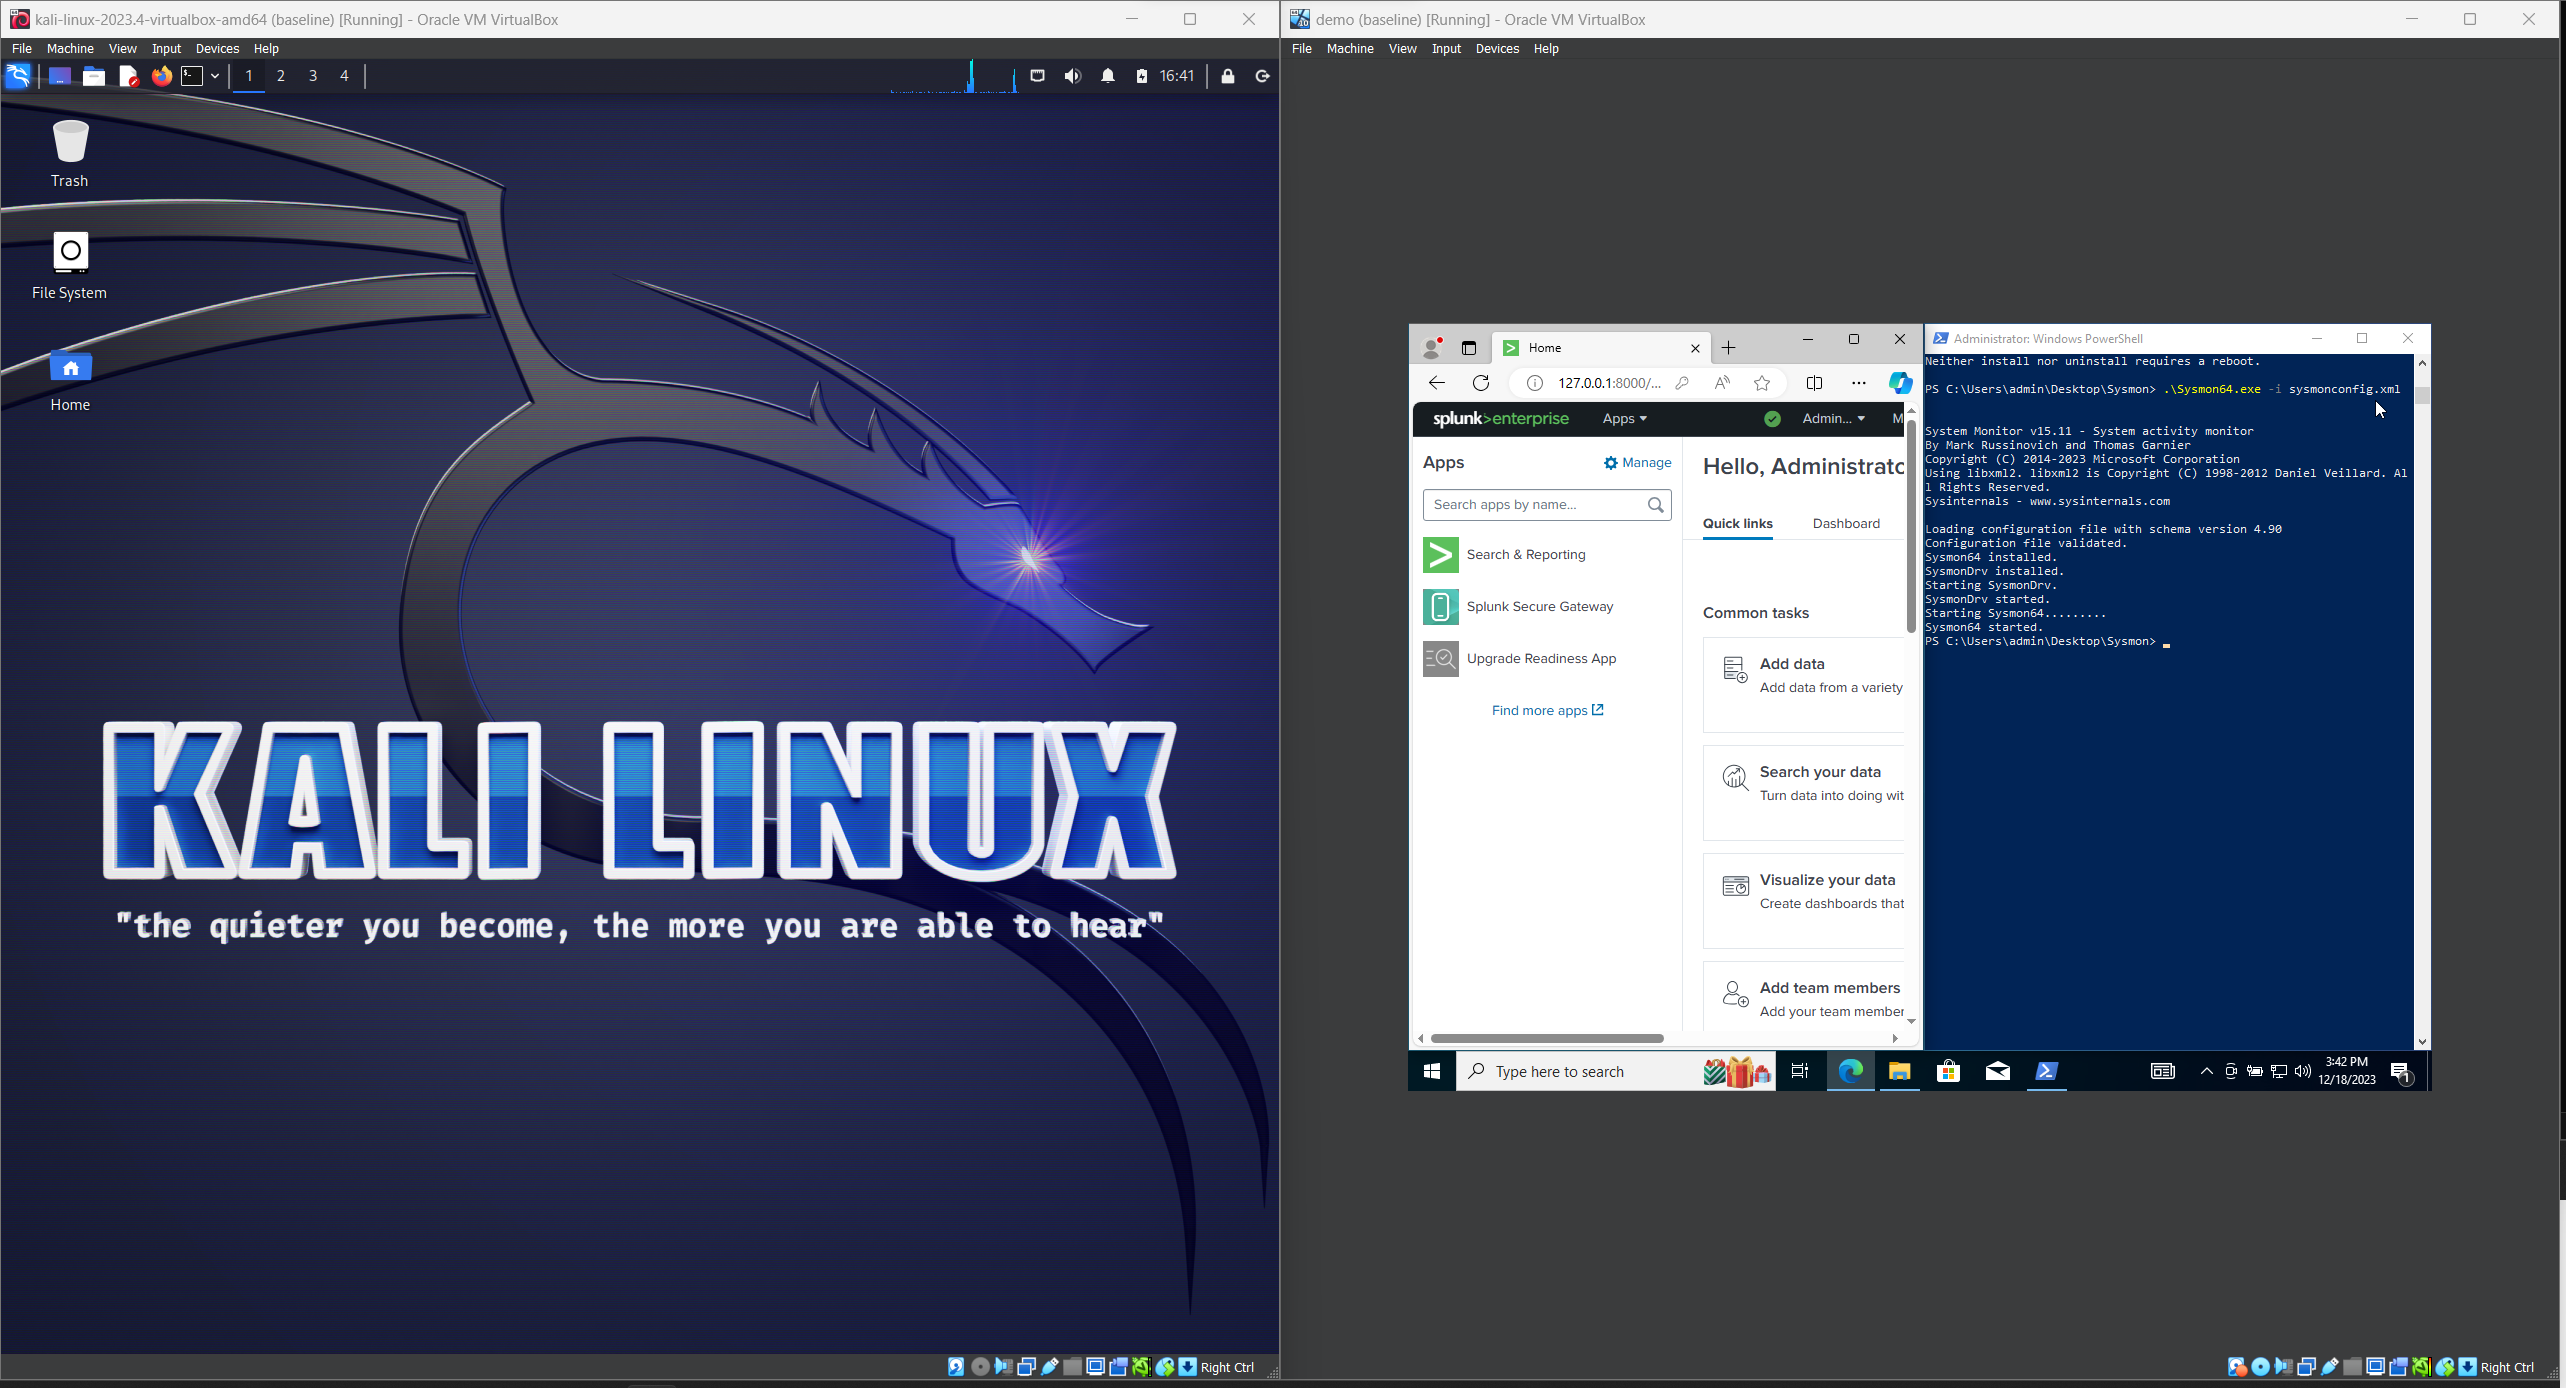 kali-linux-2023.4-virtualbox-amd64 (baseline) [Running] - Oracle VM VirtualBox
File Machine View Input Devices Help
1 2 3 4
16:41
Trash
File System
Home
KALI LINUX
"the quieter you become, the more you are able to hear"
Right Ctrl
demo (baseline) [Running] - Oracle VM VirtualBox
File Machine View Input Devices Help
Home
127.0.0.1:8000/...
splunk>enterprise Apps Admin... M
Apps Manage
Search apps by name...
Search & Reporting
Splunk Secure Gateway
Upgrade Readiness App
Find more apps
Hello, Administrato
Quick links Dashboard
Common tasks
Add data
Add data from a variety
Search your data
Turn data into doing wit
Visualize your data
Create dashboards that
Add team members
Add your team member
Administrator: Windows PowerShell
Neither install nor uninstall requires a reboot.
PS C:\Users\admin\Desktop\Sysmon> .\Sysmon64.exe -i sysmonconfig.xml
System Monitor v15.11 - System activity monitor
By Mark Russinovich and Thomas Garnier
Copyright (C) 2014-2023 Microsoft Corporation
Using libxml2. libxml2 is Copyright (C) 1998-2012 Daniel Veillard. Al
l Rights Reserved.
Sysinternals - www.sysinternals.com
Loading configuration file with schema version 4.90
Configuration file validated.
Sysmon64 installed.
SysmonDrv installed.
Starting SysmonDrv.
SysmonDrv started.
Starting Sysmon64.........
Sysmon64 started.
PS C:\Users\admin\Desktop\Sysmon>
Type here to search
3:42 PM
12/18/2023
1
Right Ctrl